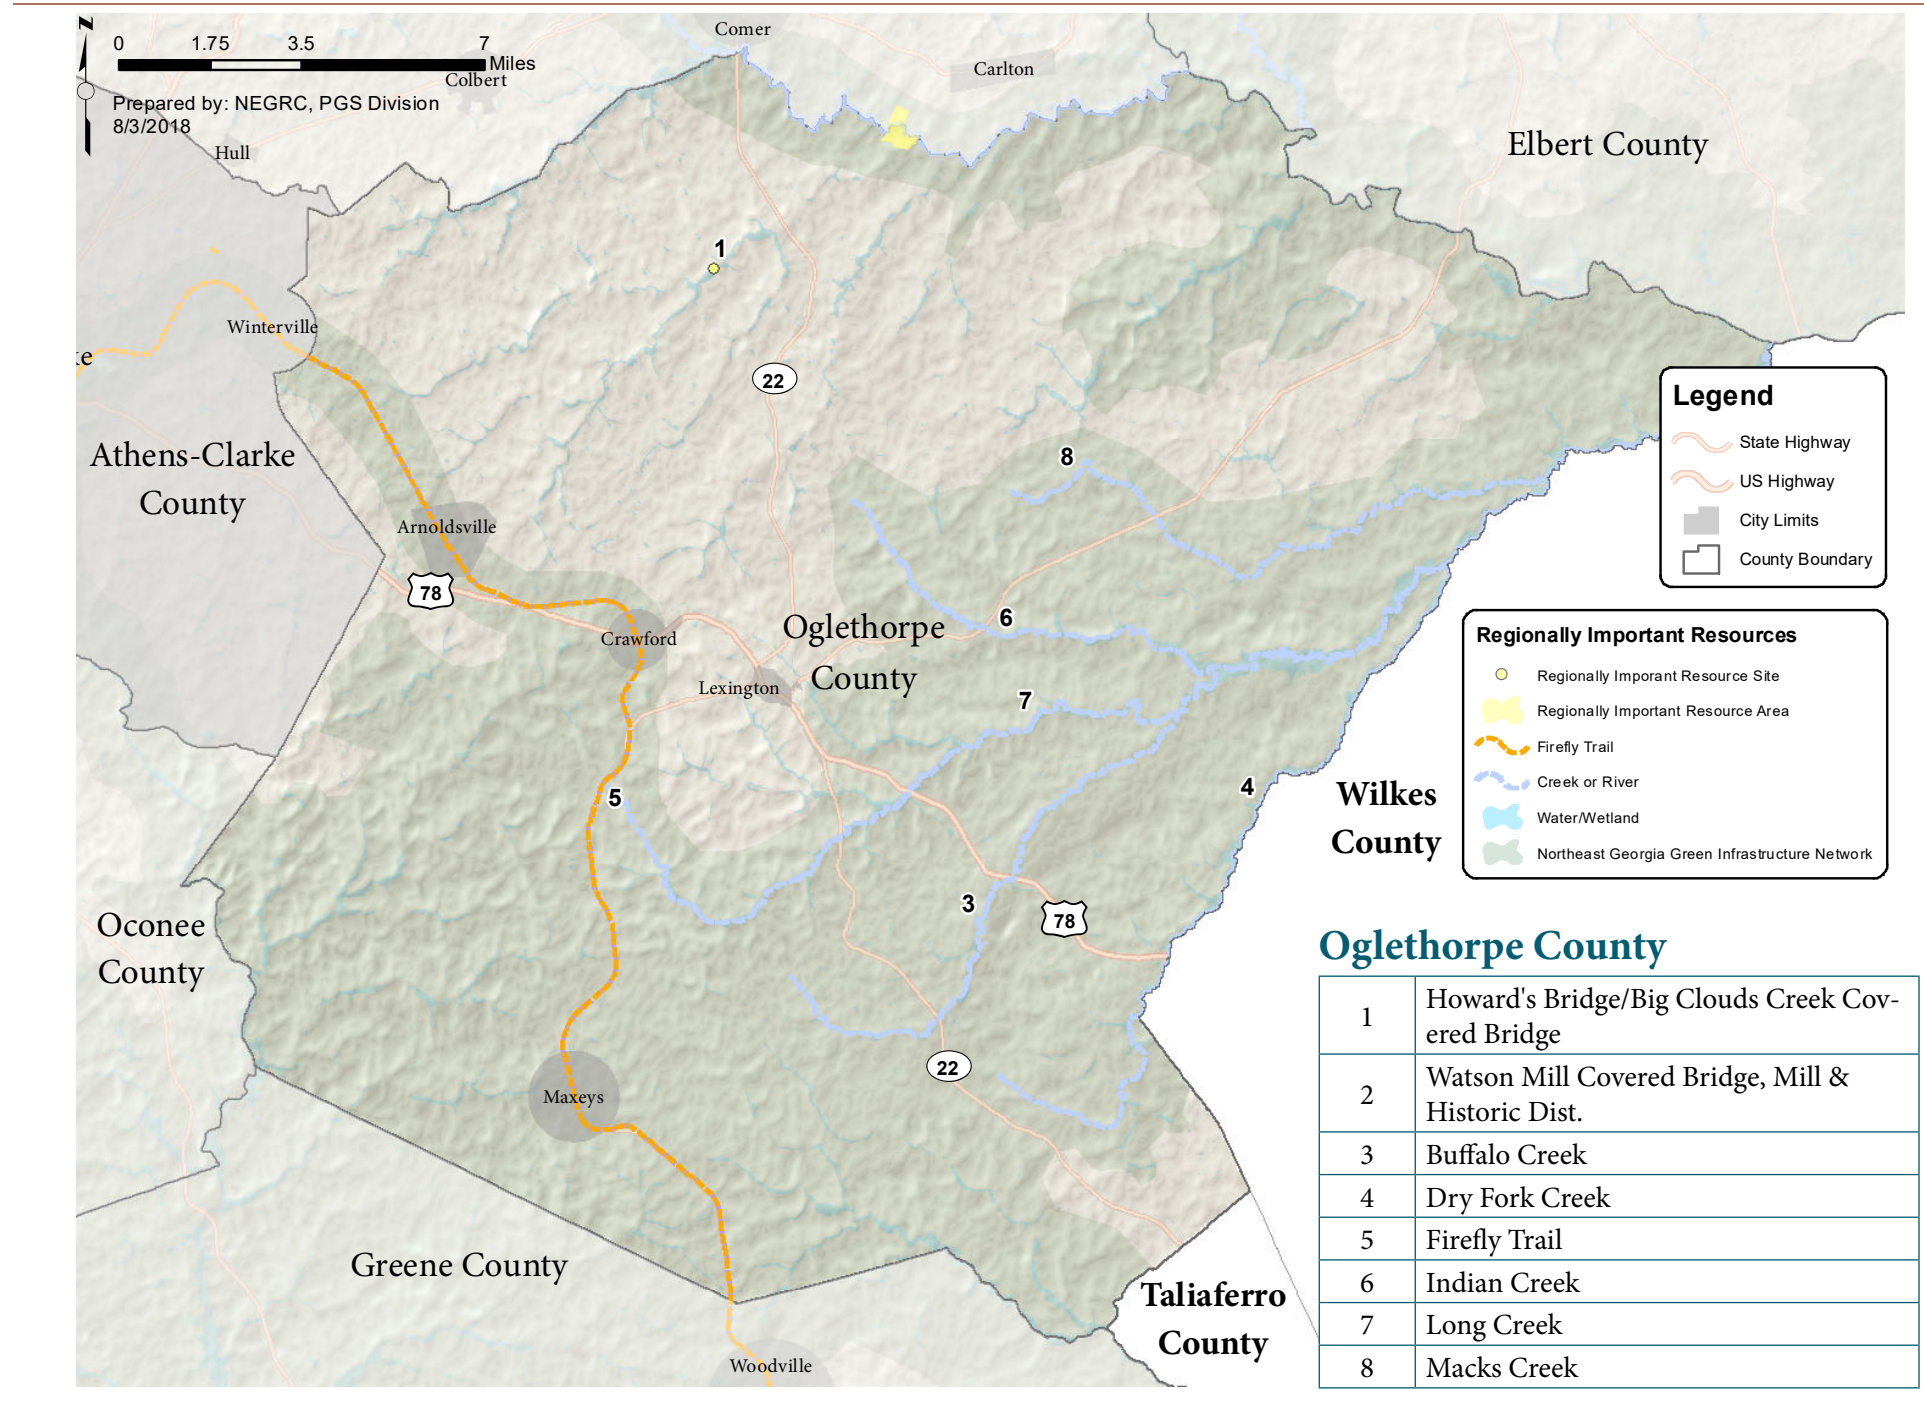 N
0 1.75 3.5 7
Miles
Prepared by: NEGRC, PGS Division
8/3/2018
Comer
Carlton
Colbert
Hull
Elbert County
1
Winterville
22
Athens-Clarke
County
8
Arnoldsville
78
6
Crawford
Oglethorpe
County
Lexington
7
5
4
Wilkes
County
3
78
Oconee
County
22
Maxeys
Greene County
Taliaferro
County
Woodville
Legend
State Highway
US Highway
City Limits
County Boundary
Regionally Important Resources
Regionally Imporant Resource Site
Regionally Important Resource Area
Firefly Trail
Creek or River
Water/Wetland
Northeast Georgia Green Infrastructure Network
Oglethorpe County
1 Howard's Bridge/Big Clouds Creek Cov-
ered Bridge
2 Watson Mill Covered Bridge, Mill &
Historic Dist.
3 Buffalo Creek
4 Dry Fork Creek
5 Firefly Trail
6 Indian Creek
7 Long Creek
8 Macks Creek